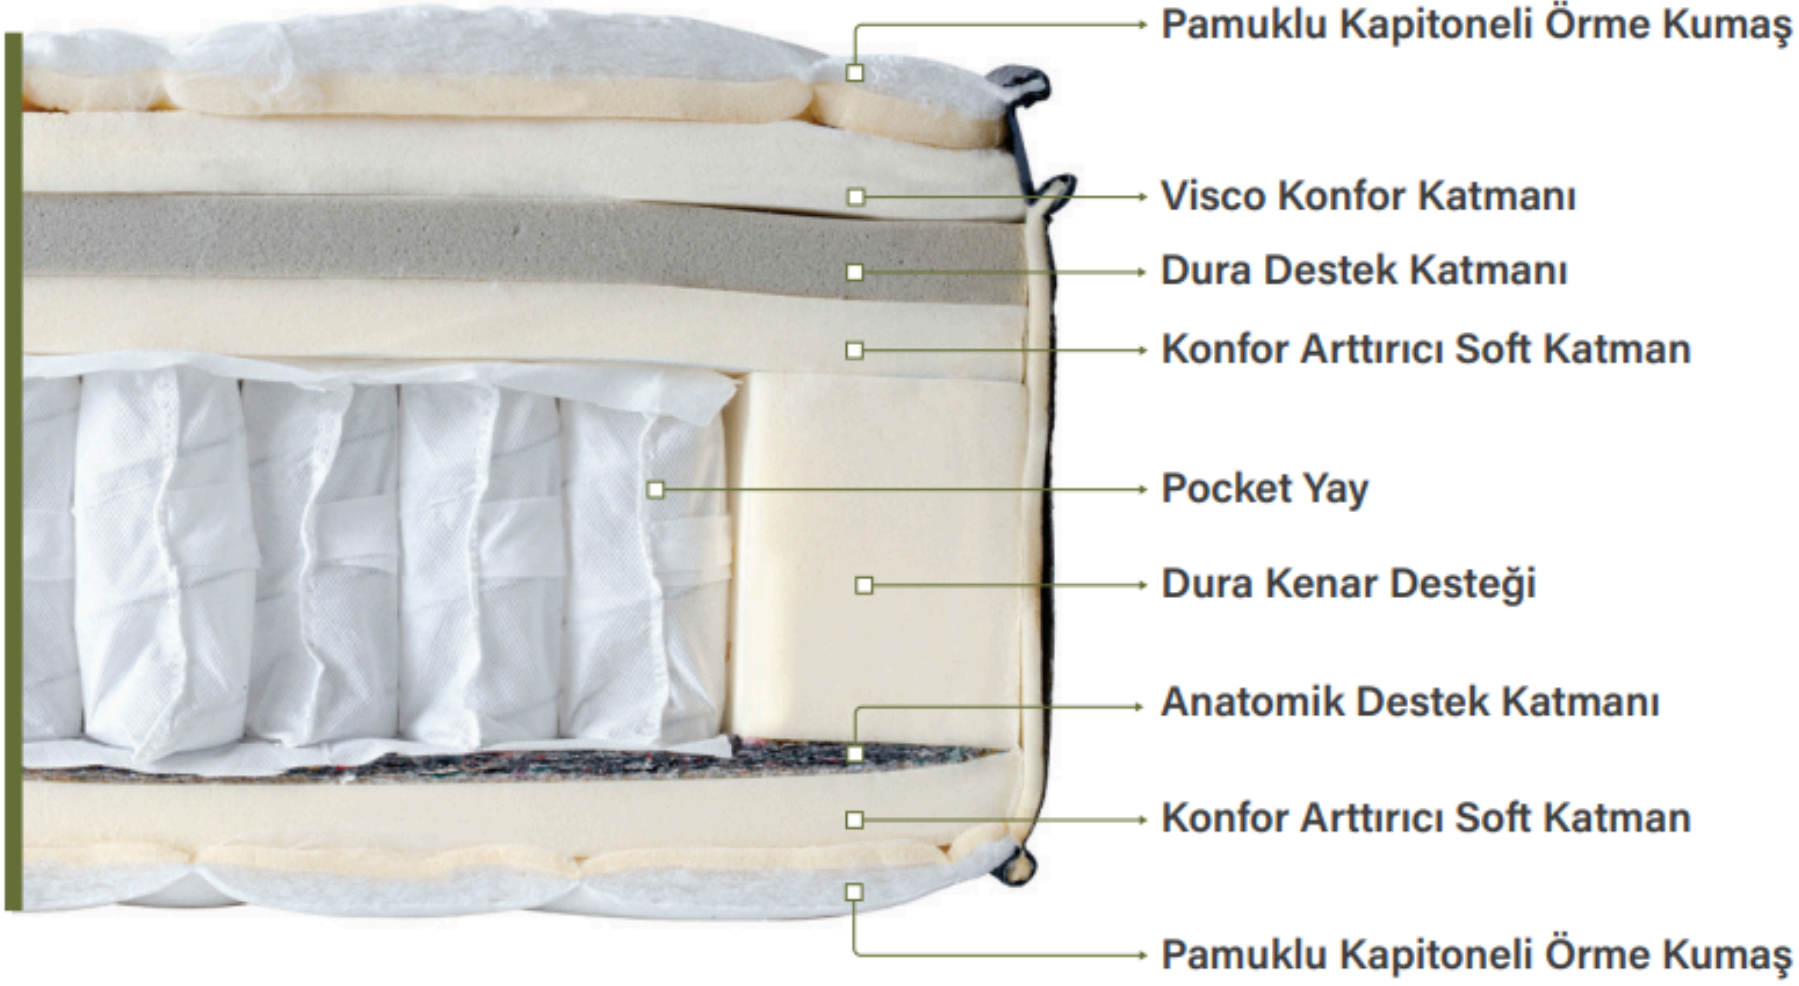 Pamuklu Kapitoneli Örme Kumaş
Visco Konfor Katmanı
Dura Destek Katmanı
Konfor Arttırıcı Soft Katman
Pocket Yay
Dura Kenar Desteği
Anatomik Destek Katmanı
Konfor Arttırıcı Soft Katman
Pamuklu Kapitoneli Örme Kumaş